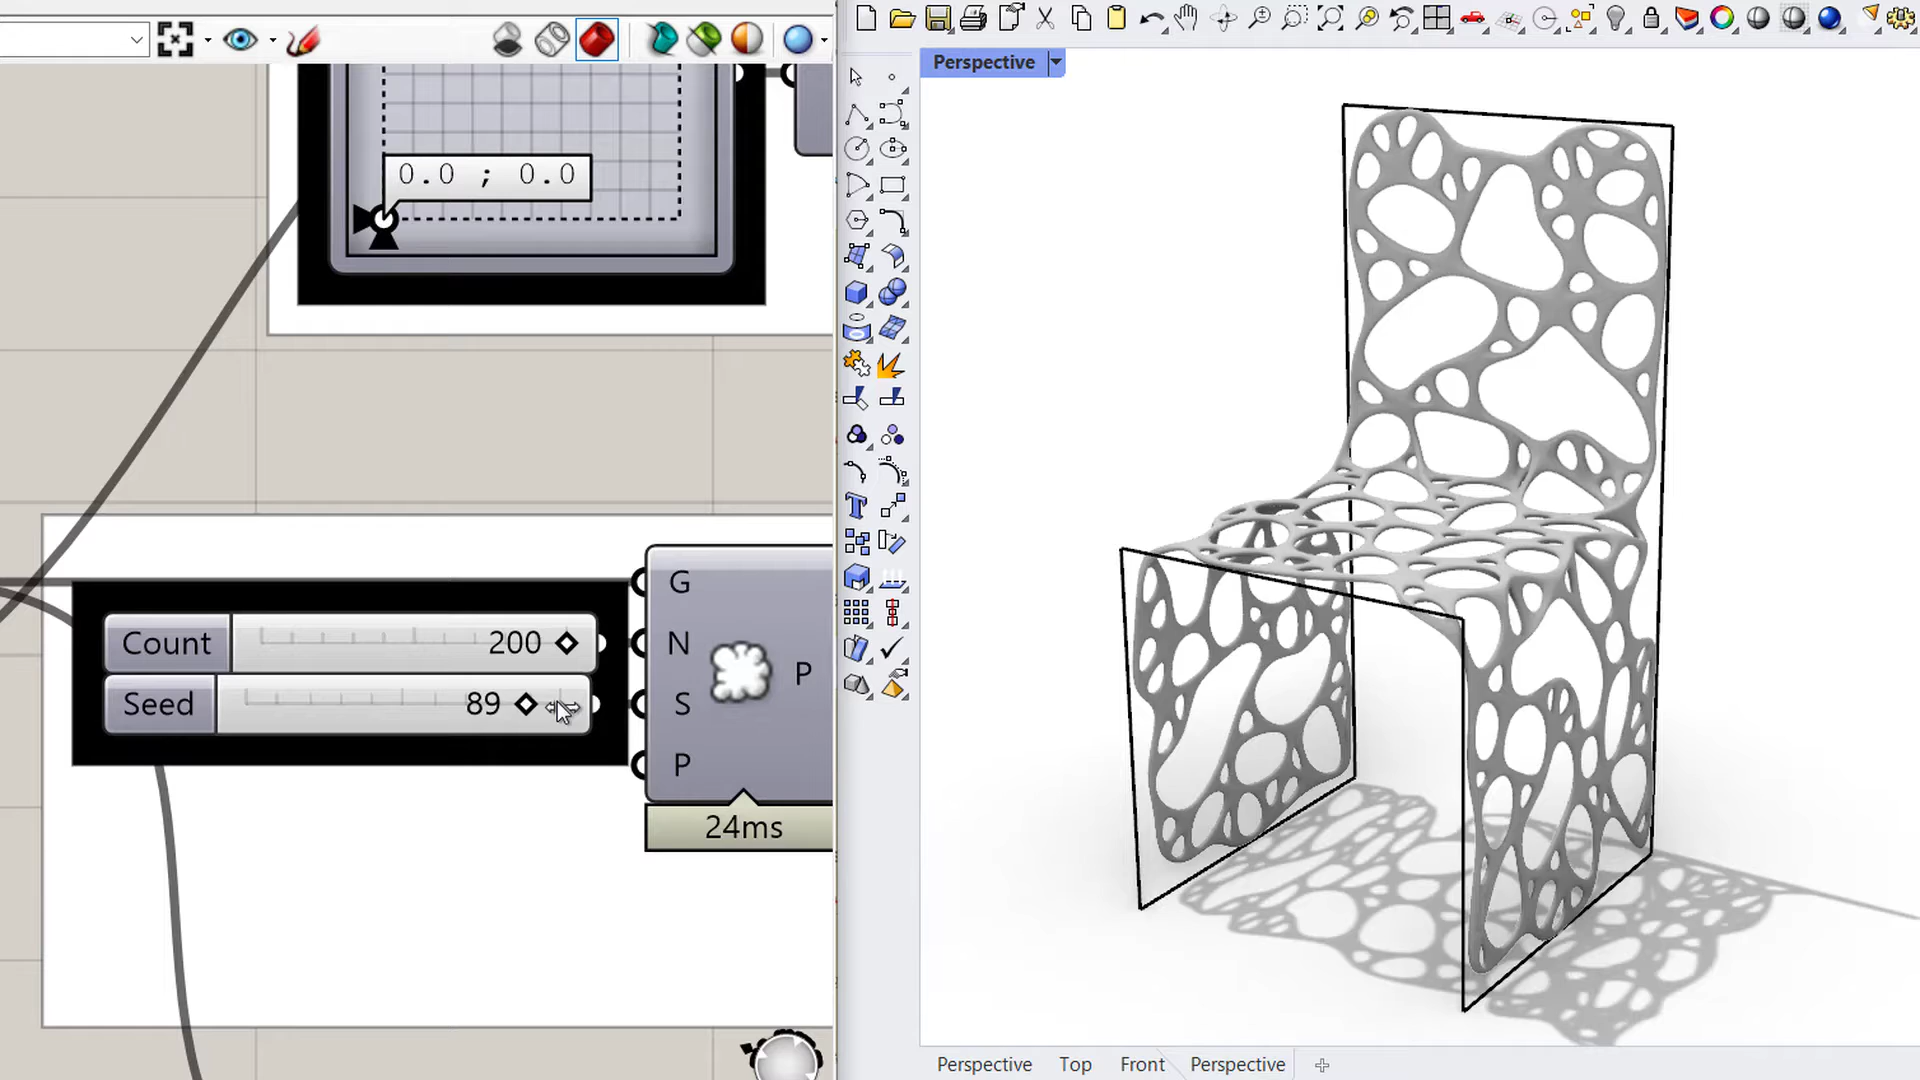 Perspective
0.0 ; 0.0
G
Count 200
N
P
Seed 89
S
P
24ms
Perspective Top Front Perspective